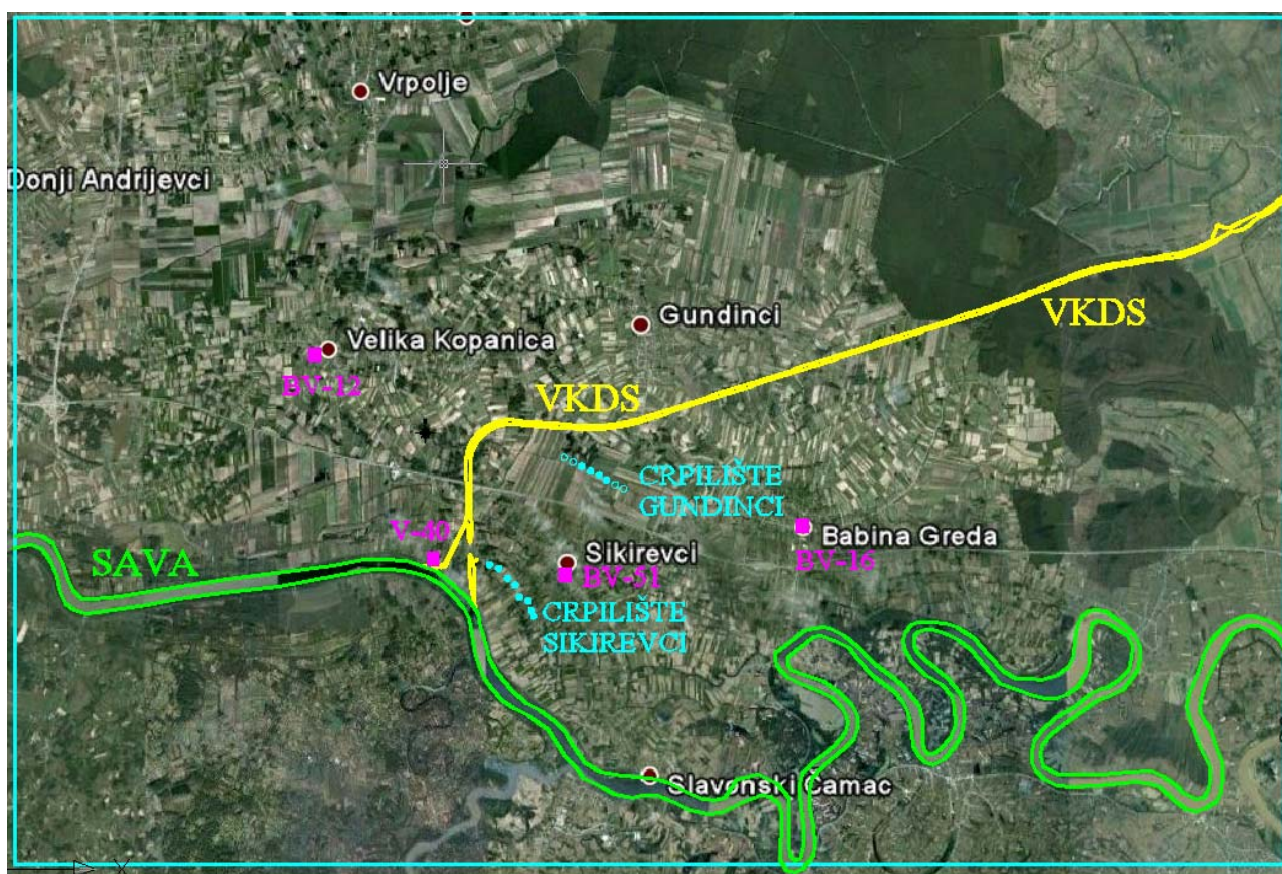 Vrpolje
Donji Andrijevci
Gundinci
VKDS
Velika Kopanica
BV-12
VKDS
CRPILIŠTE
GUNDINCI
V-40
Babina Greda
SAVA
Sikirevci
BV-16
BV-51
CRPILIŠTE
SIKIREVCI
Slavonski Čamac
X